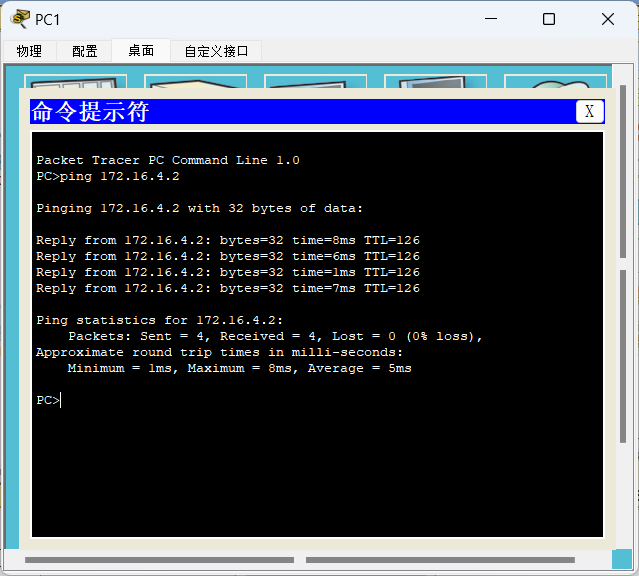 PC1
物理 配置 桌面 自定义接口
命令提示符 X
Packet Tracer PC Command Line 1.0
PC>ping 172.16.4.2
Pinging 172.16.4.2 with 32 bytes of data:
Reply from 172.16.4.2: bytes=32 time=8ms TTL=126
Reply from 172.16.4.2: bytes=32 time=6ms TTL=126
Reply from 172.16.4.2: bytes=32 time=1ms TTL=126
Reply from 172.16.4.2: bytes=32 time=7ms TTL=126
Ping statistics for 172.16.4.2:
Packets: Sent = 4, Received = 4, Lost = 0 (0% loss),
Approximate round trip times in milli-seconds:
Minimum = 1ms, Maximum = 8ms, Average = 5ms
PC>